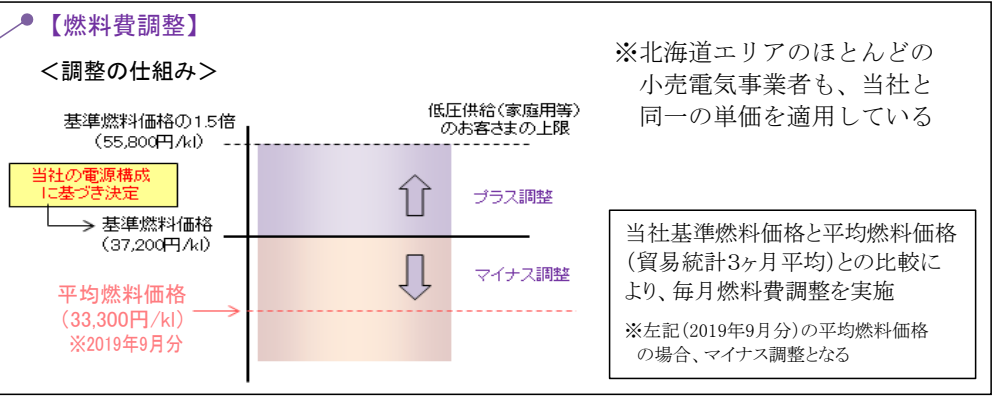 【燃料費調整】
＜調整の仕組み＞
※北海道エリアのほとんどの
小売電気事業者も、当社と
同一の単価を適用している
基準燃料価格の1.5倍
(55,800円/kl)
低圧供給(家庭用等)
のお客さまの上限
当社の電源構成
に基づき決定
プラス調整
基準燃料価格
(37,200円/kl)
マイナス調整
平均燃料価格
(33,300円/kl)
※2019年9月分
当社基準燃料価格と平均燃料価格
(貿易統計3ヶ月平均)との比較に
より、毎月燃料費調整を実施
※左記(2019年9月分)の平均燃料価格
の場合、マイナス調整となる